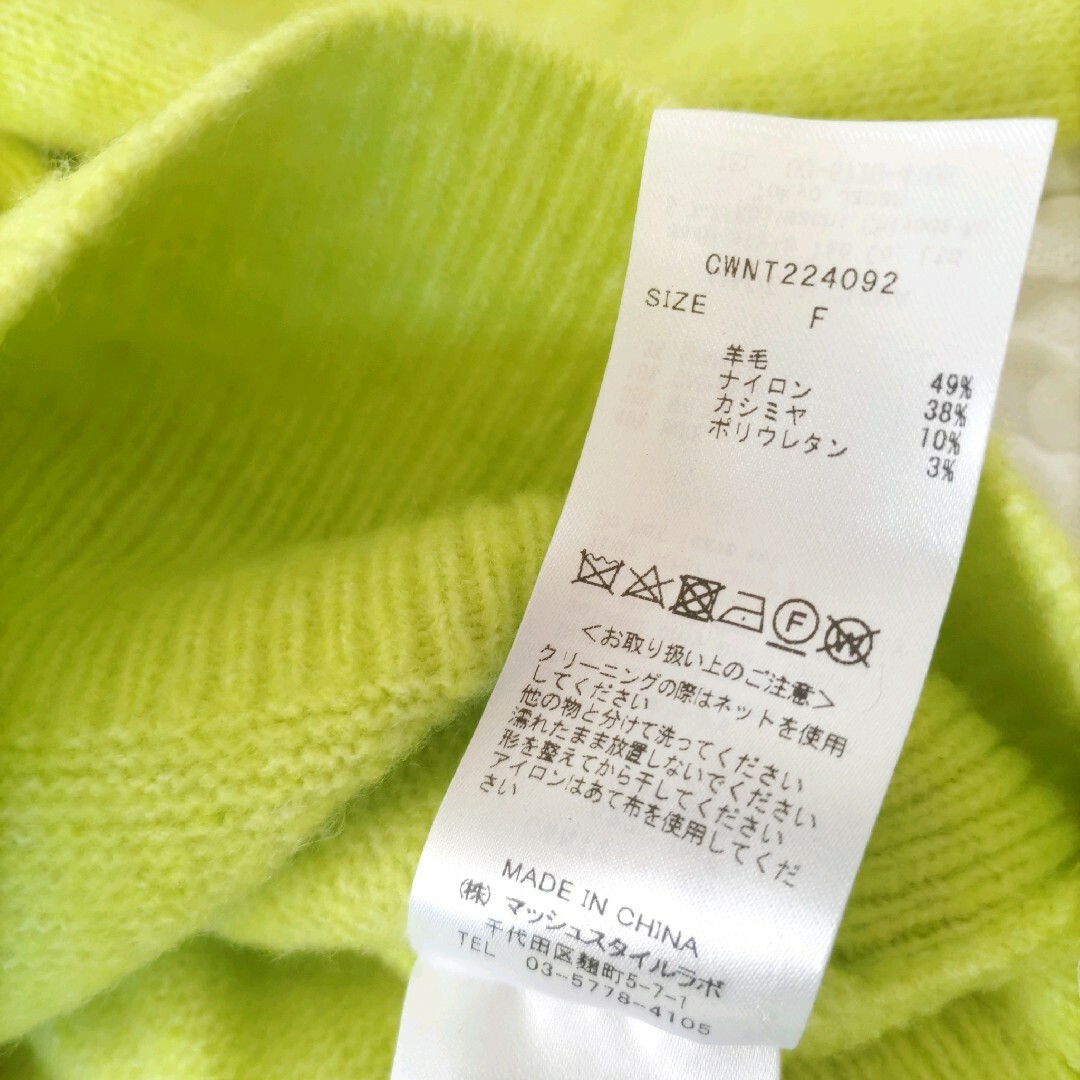 CWNT224092
SIZE F
羊毛 49%
ナイロン 38%
カシミヤ 10%
ポリウレタン 3%
F
W
<お取り扱い上のご注意>
クリーニングの際はネットを使用
してください
他の物と分けて洗ってください
濡れたまま放置しないでください
形を整えてから干してください
アイロンはあて布を使用してくだ
さい
MADE IN CHINA
(株) マッシュスタイルラボ
千代田区麹町5-7-1
TEL 03-5778-4105